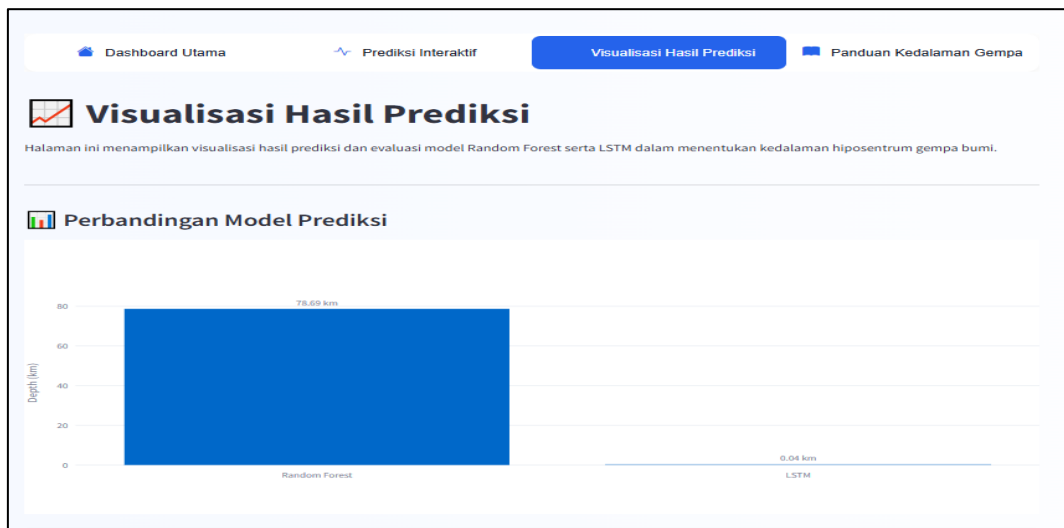 Dashboard Utama
Prediksi Interaktif
Visualisasi Hasil Prediksi
Panduan Kedalaman Gempa
Visualisasi Hasil Prediksi
Halaman ini menampilkan visualisasi hasil prediksi dan evaluasi model Random Forest serta LSTM dalam menentukan kedalaman hiposentrum gempa bumi.
Perbandingan Model Prediksi
78.69 km
80
60
40
20
0
Depth (km)
0.04 km
Random Forest
LSTM